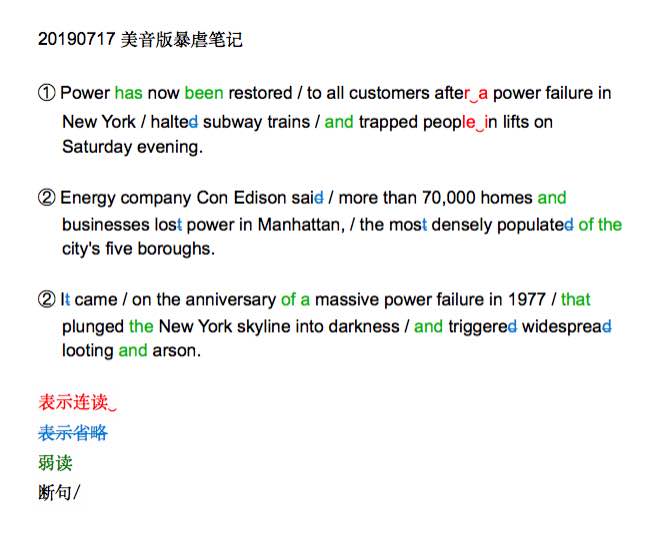 20190717 美音版暴虐笔记
① Power has now been restored / to all customers after‿a power failure in
New York / halted subway trains / and trapped people‿in lifts on
Saturday evening.
② Energy company Con Edison said / more than 70,000 homes and
businesses lost power in Manhattan, / the most densely populated of the
city's five boroughs.
② It came / on the anniversary of a massive power failure in 1977 / that
plunged the New York skyline into darkness / and triggered widespread
looting and arson.
表示连读‿
表示省略
弱读
断句/